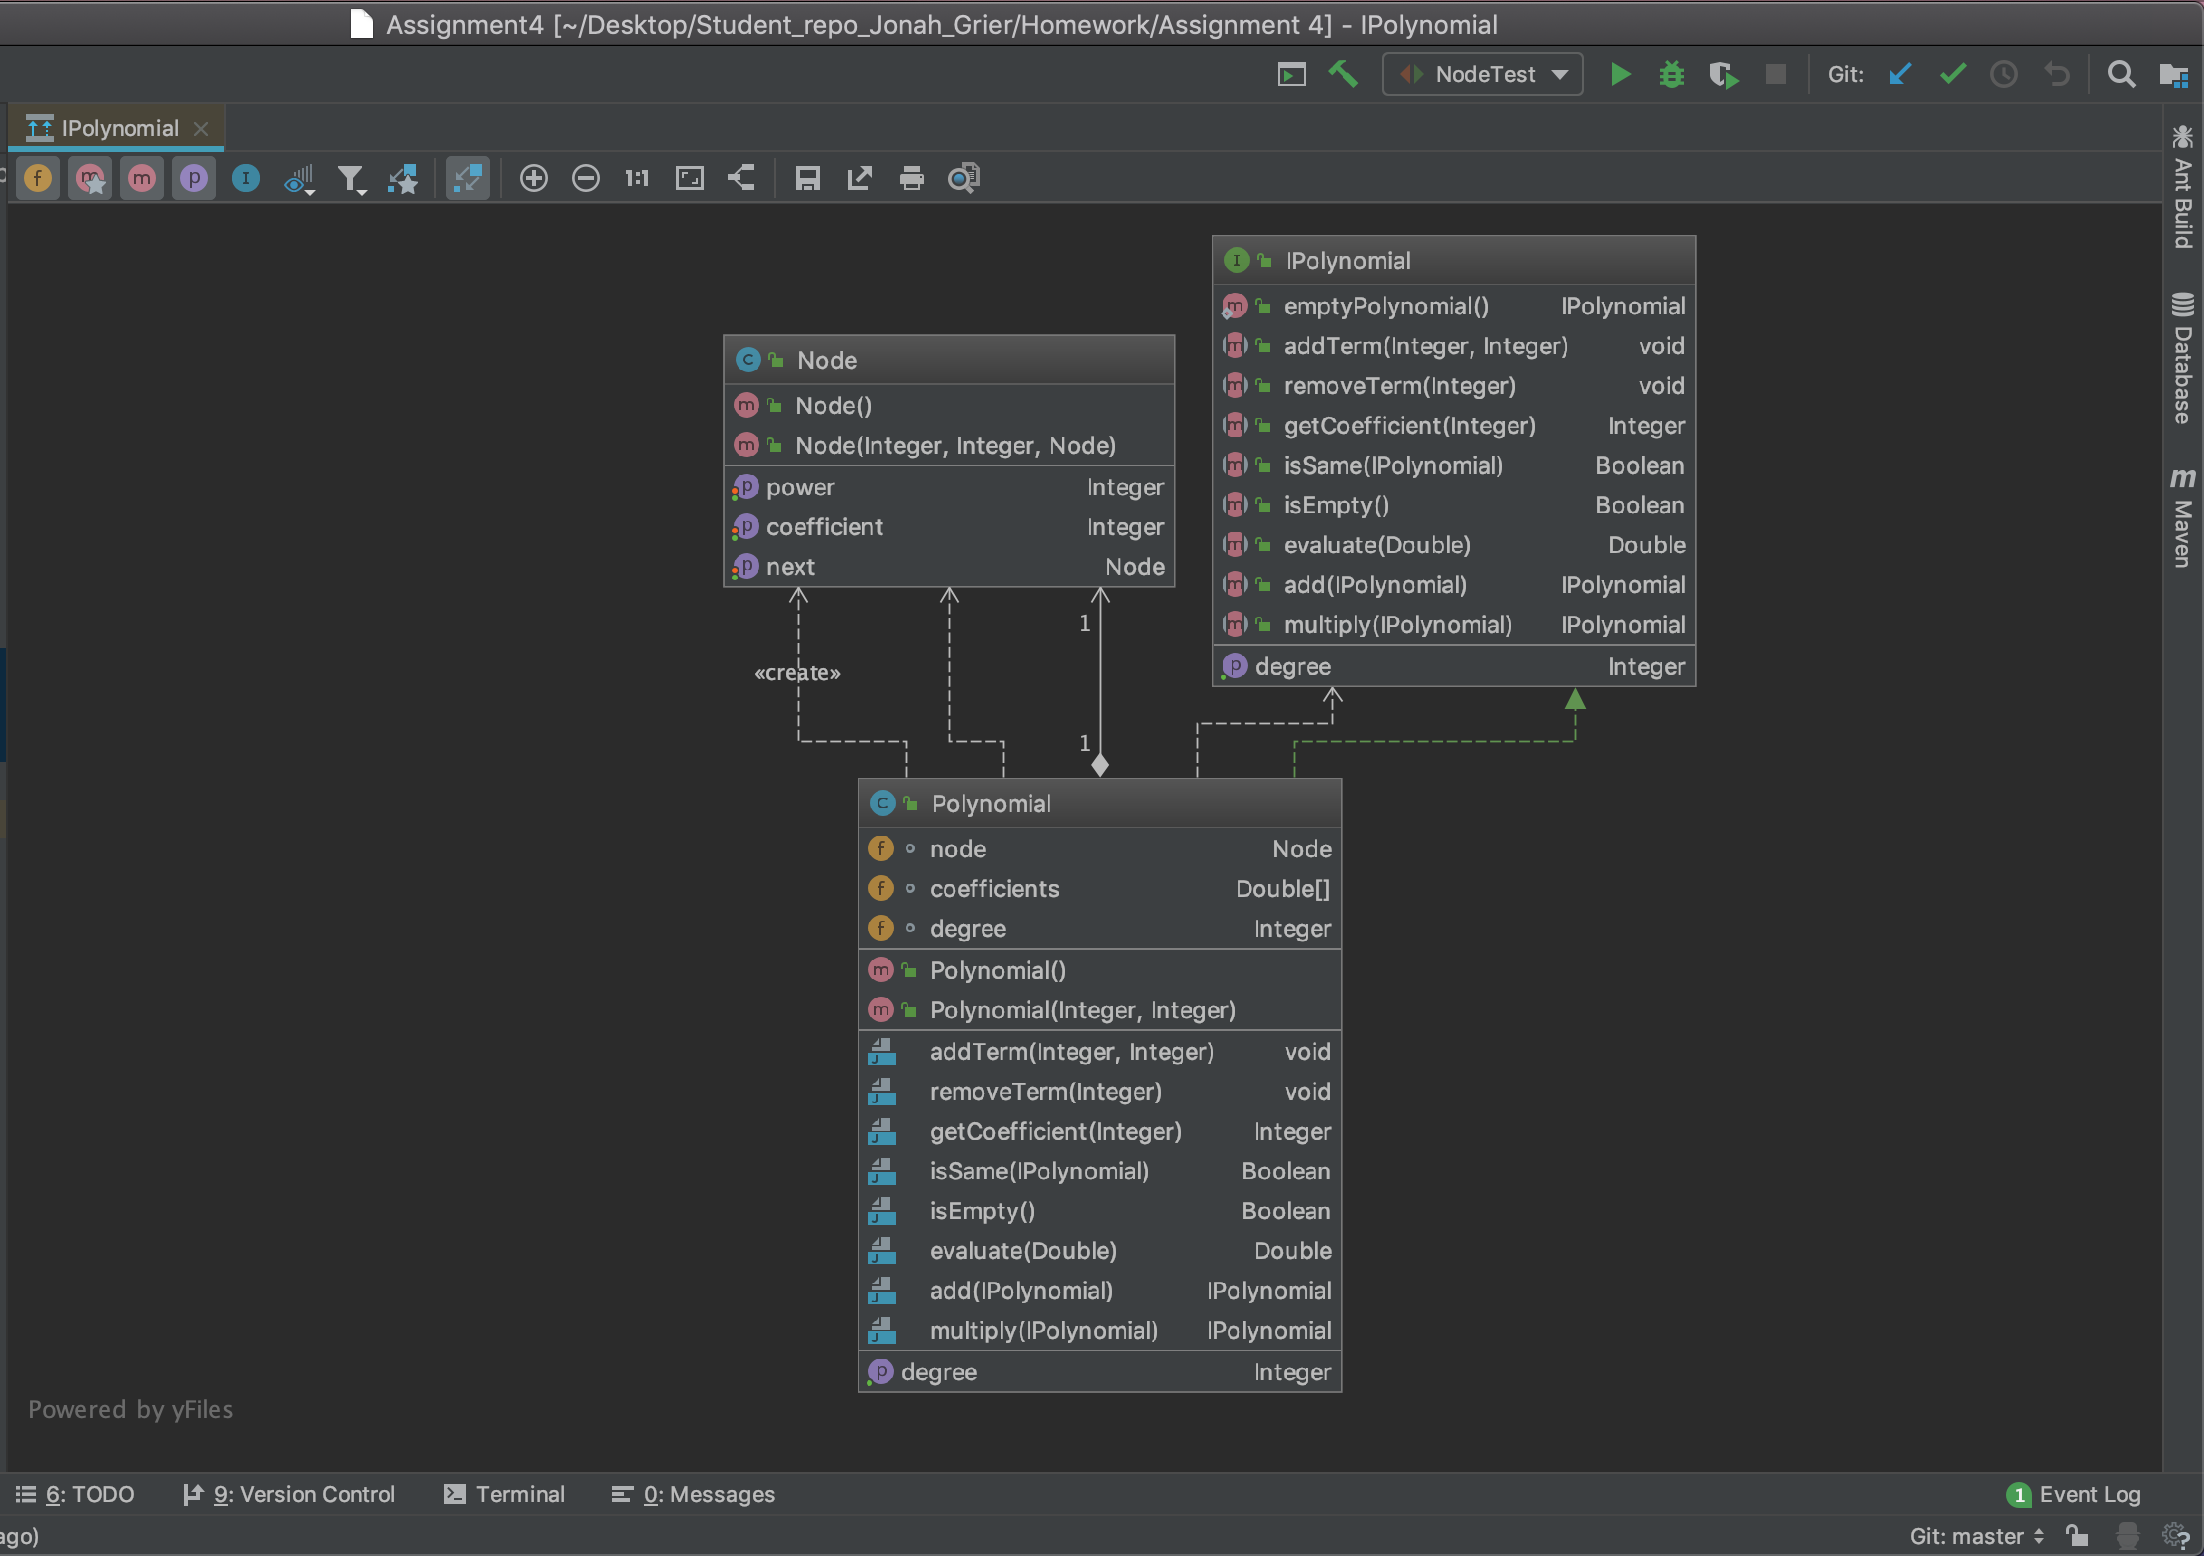 Assignment4 [~/Desktop/Student_repo_Jonah_Grier/Homework/Assignment 4] - IPolynomial
NodeTest
Git:
IPolynomial
1:1
Ant Build
Database
Maven
Node
Node()
Node(Integer, Integer, Node)
power Integer
coefficient Integer
next Node
IPolynomial
emptyPolynomial() IPolynomial
addTerm(Integer, Integer) void
removeTerm(Integer) void
getCoefficient(Integer) Integer
isSame(IPolynomial) Boolean
isEmpty() Boolean
evaluate(Double) Double
add(IPolynomial) IPolynomial
multiply(IPolynomial) IPolynomial
degree Integer
1
«create»
1
Polynomial
node Node
coefficients Double[]
degree Integer
Polynomial()
Polynomial(Integer, Integer)
addTerm(Integer, Integer) void
removeTerm(Integer) void
getCoefficient(Integer) Integer
isSame(IPolynomial) Boolean
isEmpty() Boolean
evaluate(Double) Double
add(IPolynomial) IPolynomial
multiply(IPolynomial) IPolynomial
degree Integer
Powered by yFiles
6: TODO
9: Version Control
Terminal
0: Messages
1 Event Log
ago)
Git: master